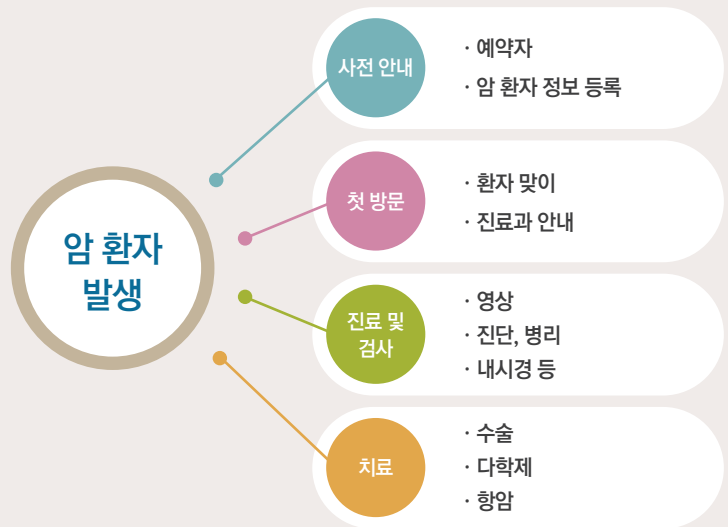 암 환자
발생
사전 안내
· 예약자
· 암 환자 정보 등록
첫 방문
· 환자 맞이
· 진료과 안내
진료 및
검사
· 영상
· 진단, 병리
· 내시경 등
치료
· 수술
· 다학제
· 항암